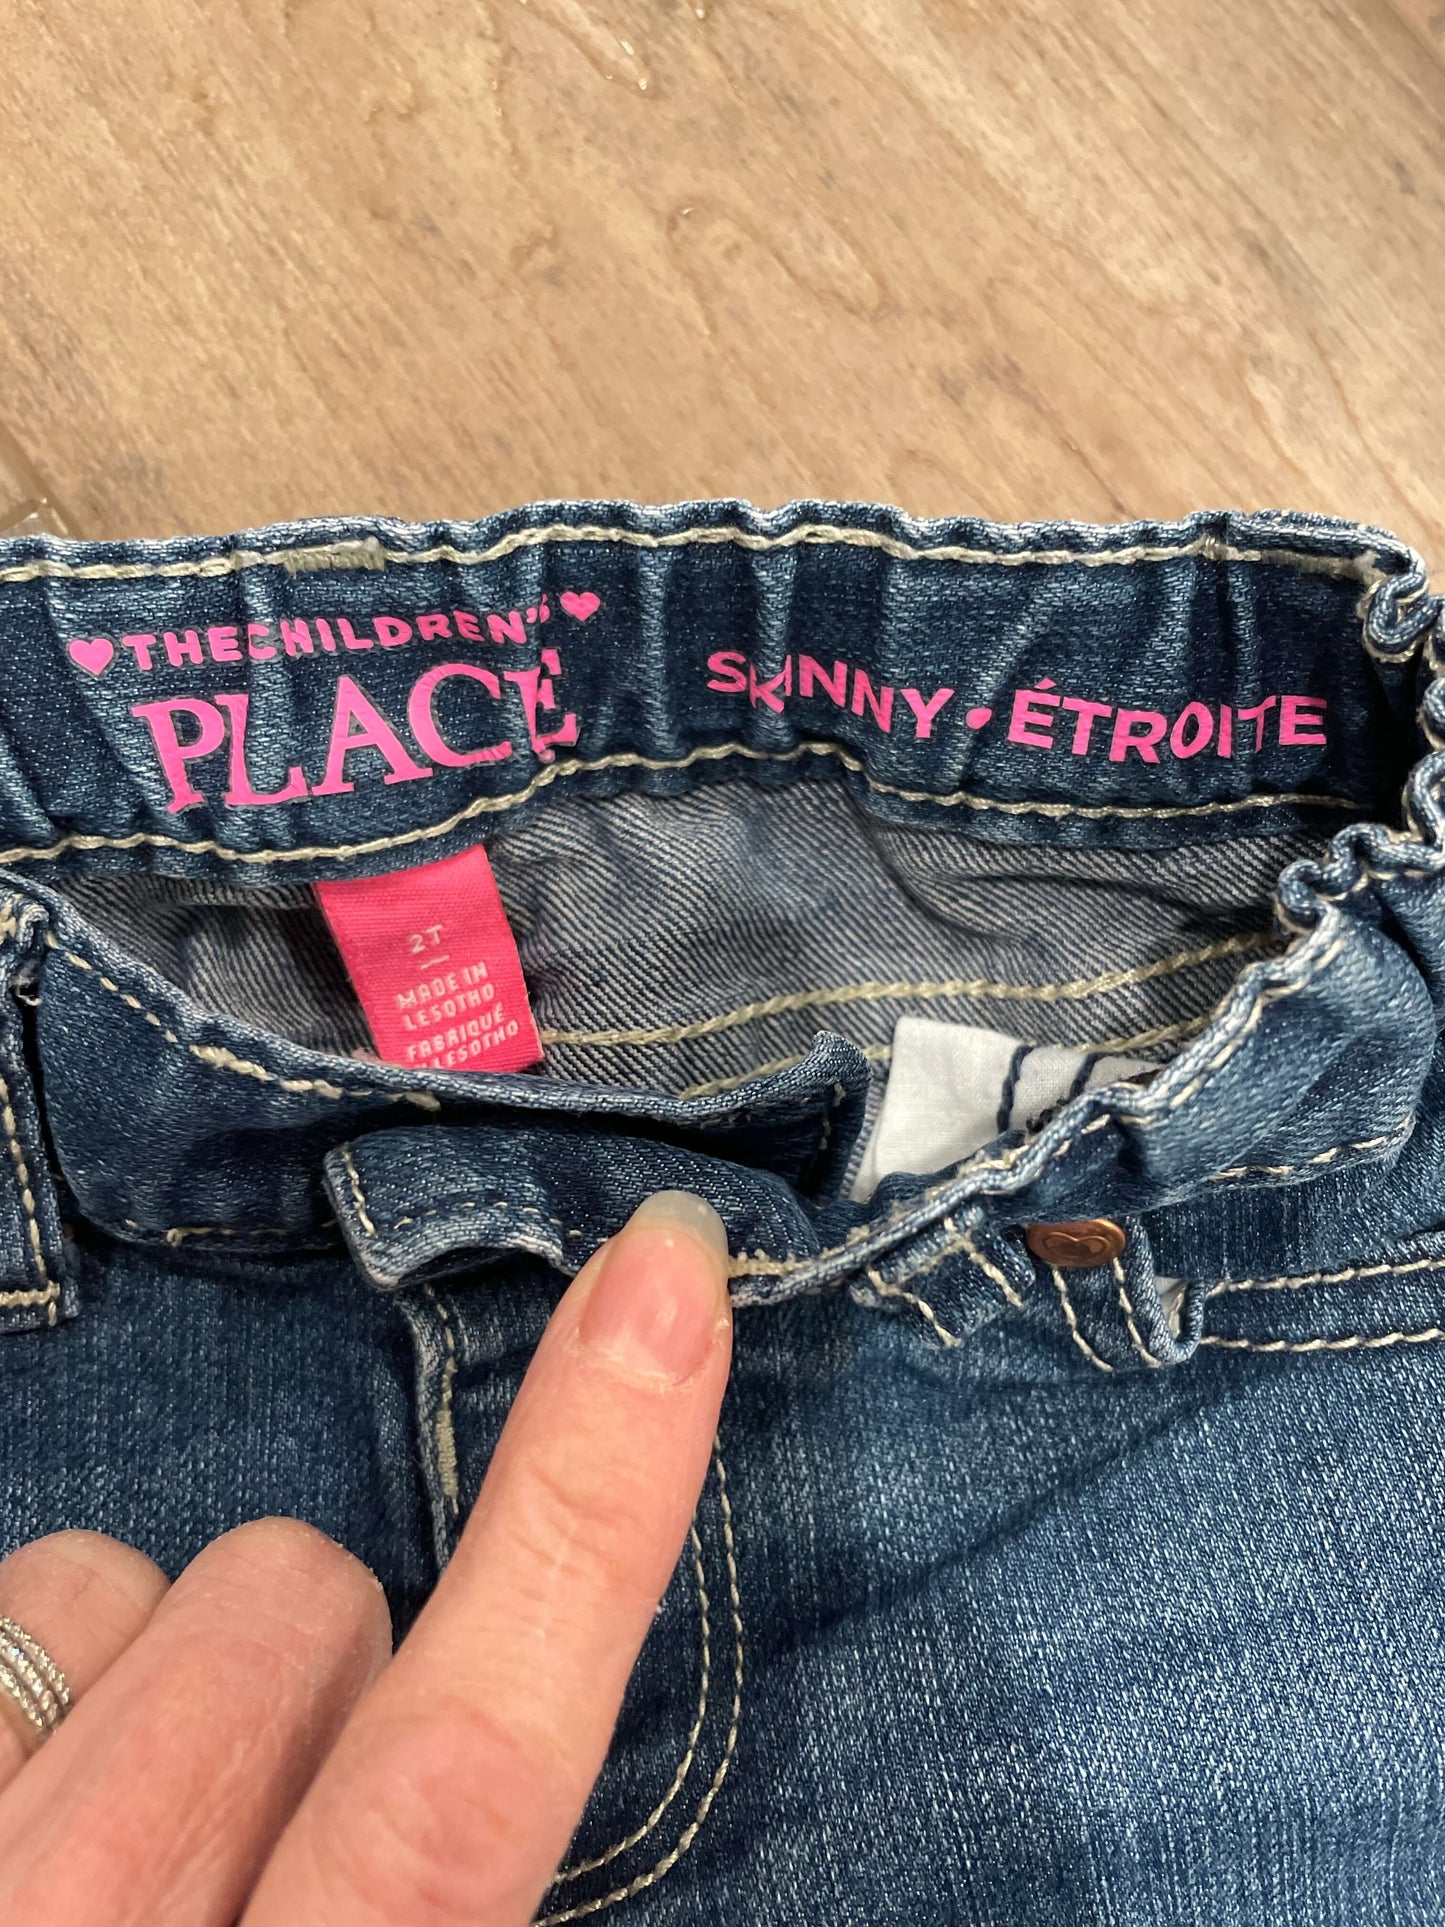 THE CHILDREN'S
PLACE
SKINNY • ÉTROITE
2T
MADE IN
LESOTHO
FABRIQUÉ
LESOTHO